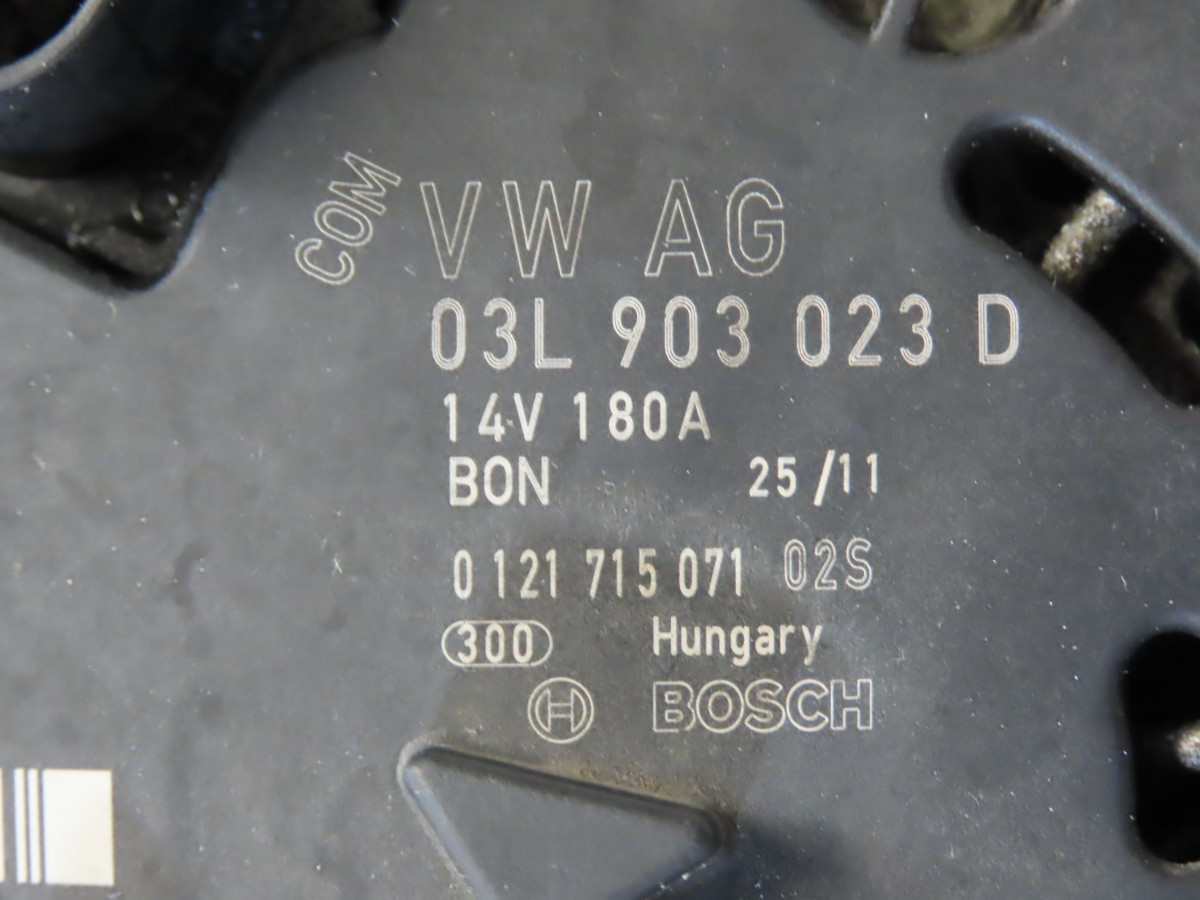 COM
VW AG
03L 903 023 D
14V 180A
BON 25/11
0 121 715 071 02S
300 Hungary
BOSCH